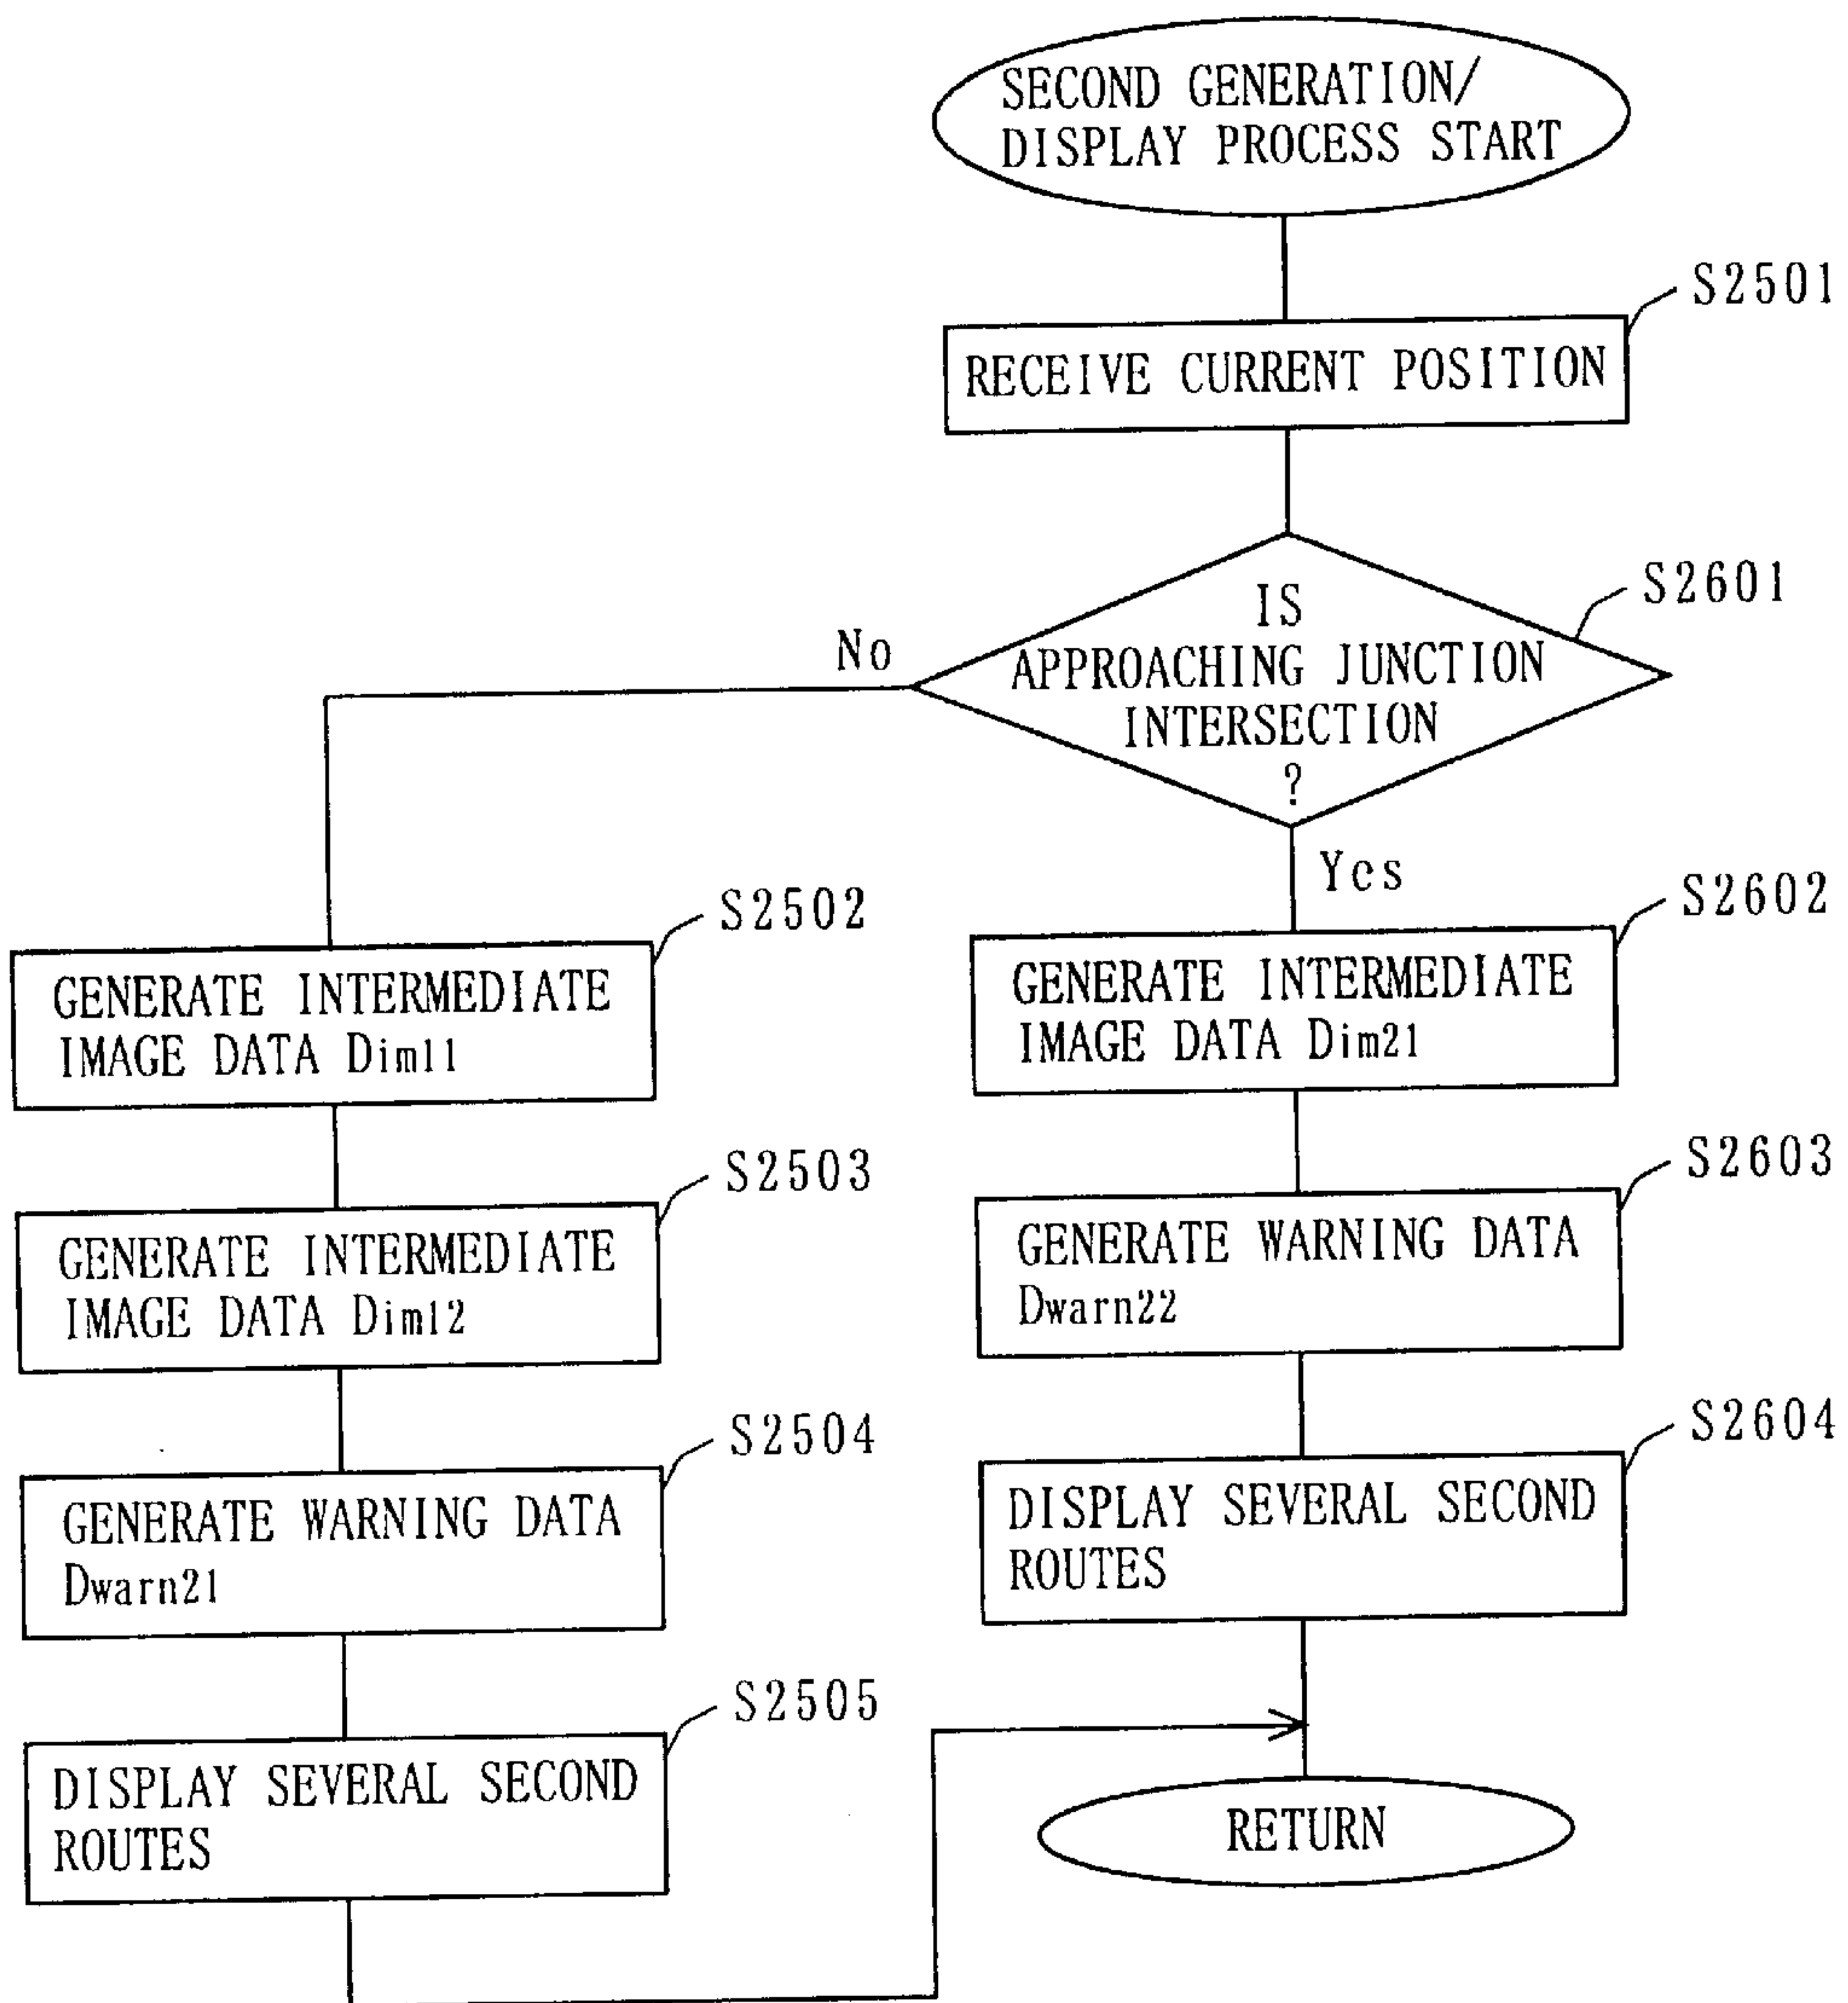 SECOND GENERATION/
DISPLAY PROCESS START
S2501
RECEIVE CURRENT POSITION
S2601
IS
APPROACHING JUNCTION
INTERSECTION
?
No
Yes
S2502
GENERATE INTERMEDIATE
IMAGE DATA Dim11
S2503
GENERATE INTERMEDIATE
IMAGE DATA Dim12
S2504
GENERATE WARNING DATA
Dwarn21
S2505
DISPLAY SEVERAL SECOND
ROUTES
S2602
GENERATE INTERMEDIATE
IMAGE DATA Dim21
S2603
GENERATE WARNING DATA
Dwarn22
S2604
DISPLAY SEVERAL SECOND
ROUTES
RETURN